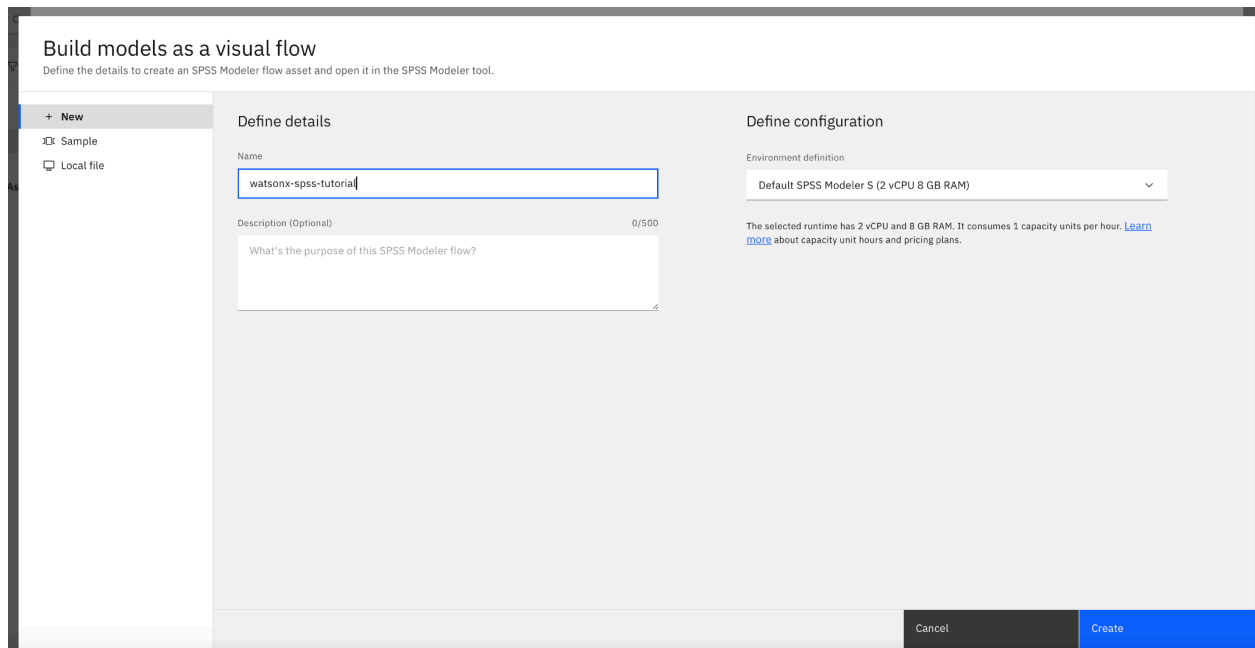 Build models as a visual flow
Define the details to create an SPSS Modeler flow asset and open it in the SPSS Modeler tool.
+ New
Sample
Local file
As
Define details
Name
watsonx-spss-tutorial
Description (Optional)
0/500
What's the purpose of this SPSS Modeler flow?
Define configuration
Environment definition
Default SPSS Modeler S (2 vCPU 8 GB RAM)
The selected runtime has 2 vCPU and 8 GB RAM. It consumes 1 capacity units per hour. Learn
more about capacity unit hours and pricing plans.
Cancel
Create